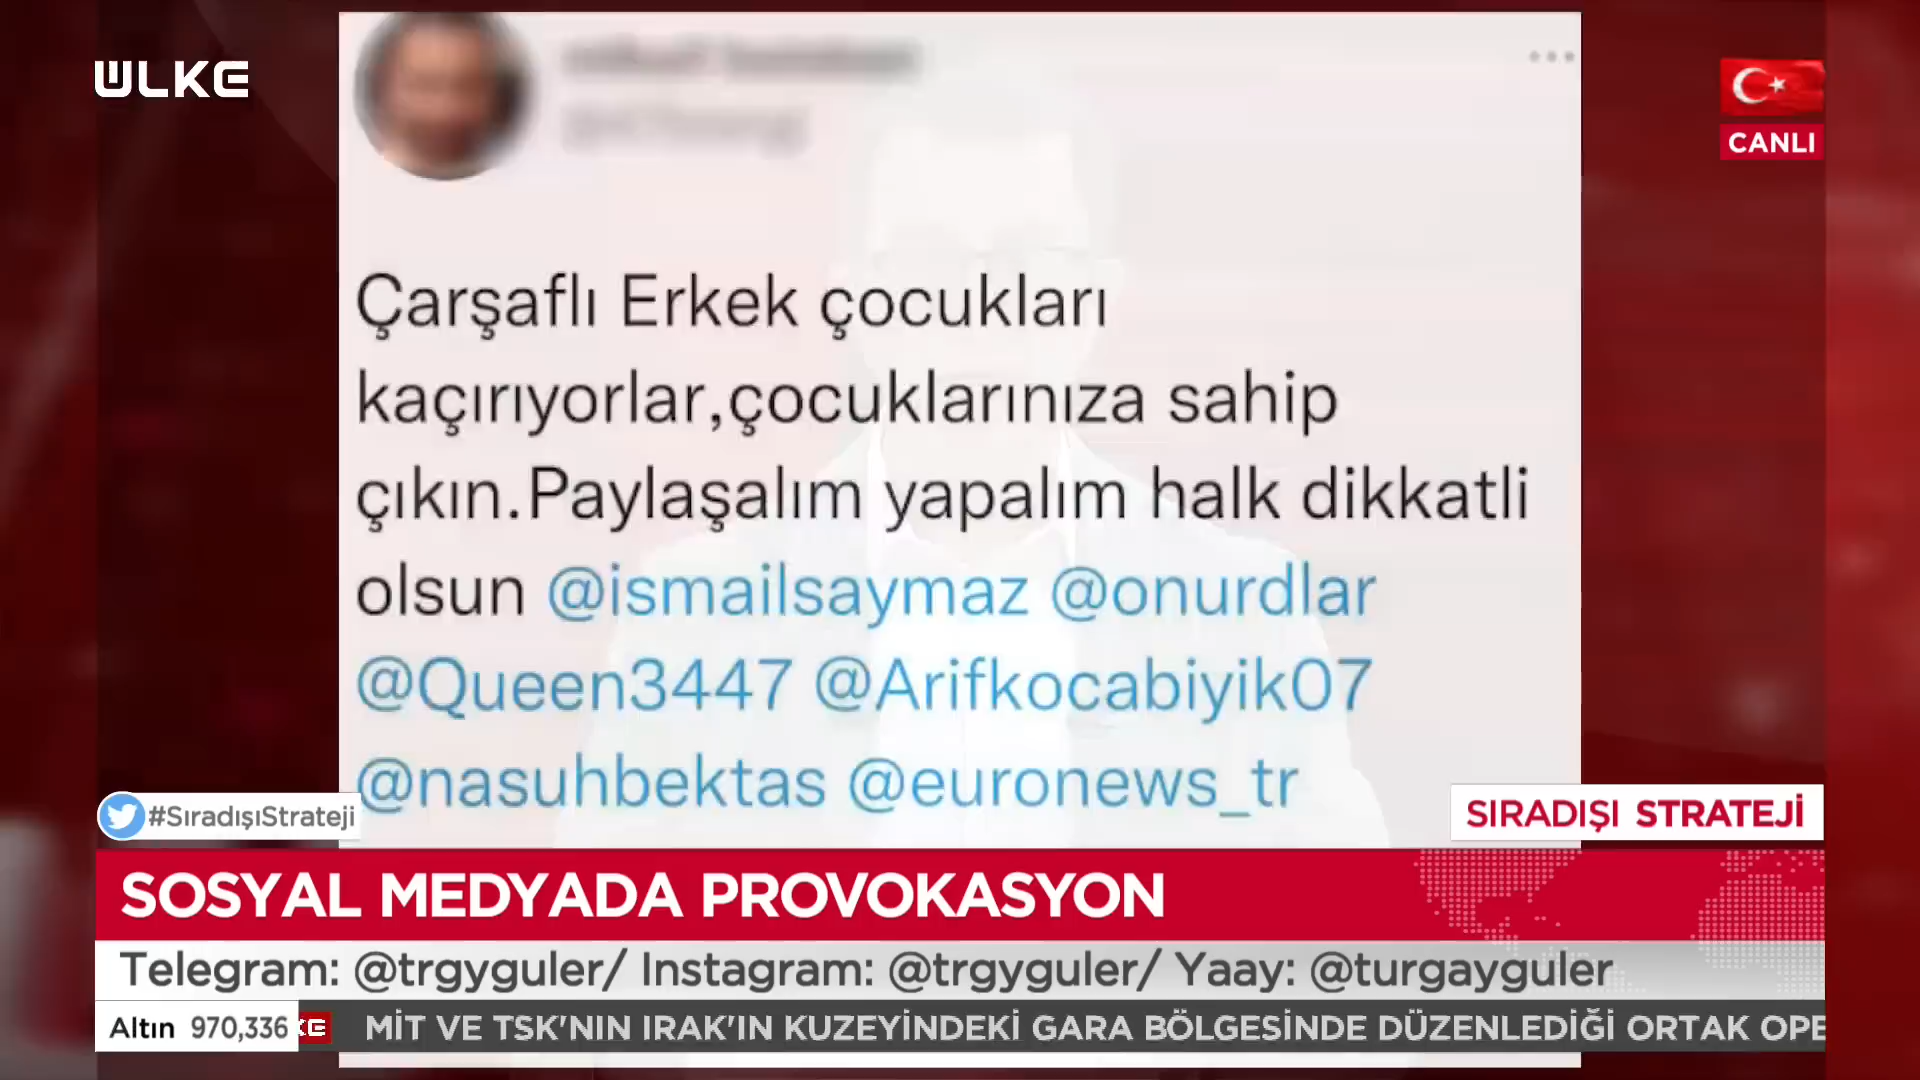 ÜLKE
CANLI
Çarşaflı Erkek çocukları
kaçırıyorlar,çocuklarınıza sahip
çıkın.Paylaşalım yapalım halk dikkatli
olsun @ismailsaymaz @onurdlar
@Queen3447 @Arifkocabiyik07
@nasuhbektas @euronews_tr
#SıradışıStrateji
SIRADIŞI STRATEJİ
SOSYAL MEDYADA PROVOKASYON
Telegram: @trgyguler/ Instagram: @trgyguler/ Yaay: @turgayguler
Altın 970,336 MİT VE TSK'NIN IRAK'IN KUZEYİNDEKİ GARA BÖLGESİNDE DÜZENLEDİĞİ ORTAK OPE